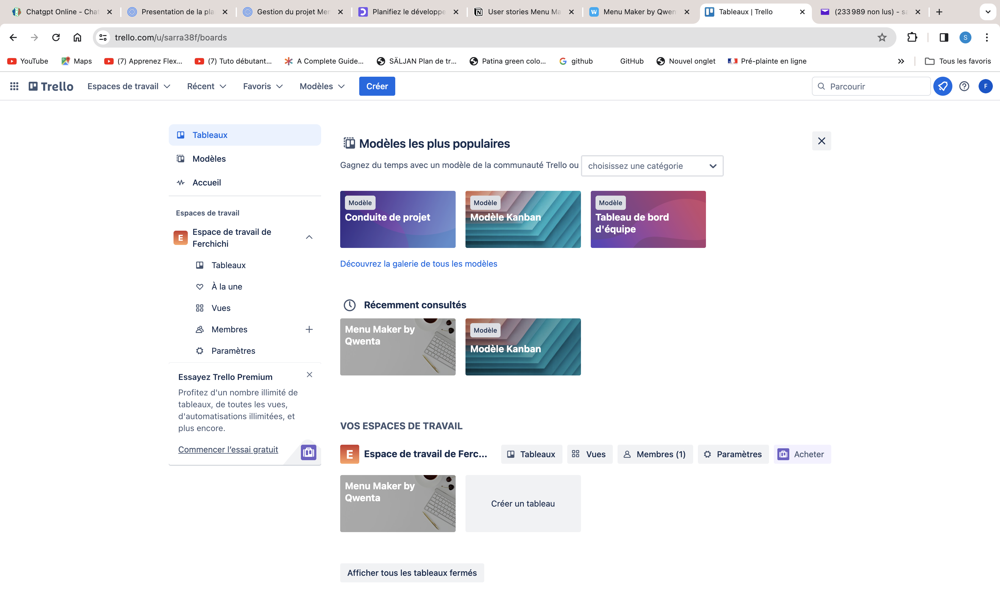 Chatgpt Online - Chat
Presentation de la pla
Gestion du projet Mer
Planifiez le développe
User stories Menu Ma
Menu Maker by Qwen
Tableaux | Trello
(233 989 non lus) - sa
trello.com/u/sarra38f/boards
S
YouTube
Maps
(7) Apprenez Flex...
(7) Tuto débutant...
A Complete Guide...
SÄLJAN Plan de tr...
Patina green colo...
github
GitHub
Nouvel onglet
Pré-plainte en ligne
Tous les favoris
Trello
Espaces de travail
Récent
Favoris
Modèles
Créer
Parcourir
F
Tableaux
Modèles
Accueil
Espaces de travail
E
Espace de travail de
Ferchichi
Tableaux
À la une
Vues
Membres
Paramètres
Essayez Trello Premium
Profitez d'un nombre illimité de
tableaux, de toutes les vues,
d'automatisations illimitées, et
plus encore.
Commencer l’essai gratuit
Modèles les plus populaires
Gagnez du temps avec un modèle de la communauté Trello ou
choisissez une catégorie
Modèle
Conduite de projet
Modèle
Modèle Kanban
Modèle
Tableau de bord
d'équipe
Découvrez la galerie de tous les modèles
Récemment consultés
Menu Maker by
Qwenta
Modèle
Modèle Kanban
VOS ESPACES DE TRAVAIL
E
Espace de travail de Ferc...
Tableaux
Vues
Membres (1)
Paramètres
Acheter
Menu Maker by
Qwenta
Créer un tableau
Afficher tous les tableaux fermés